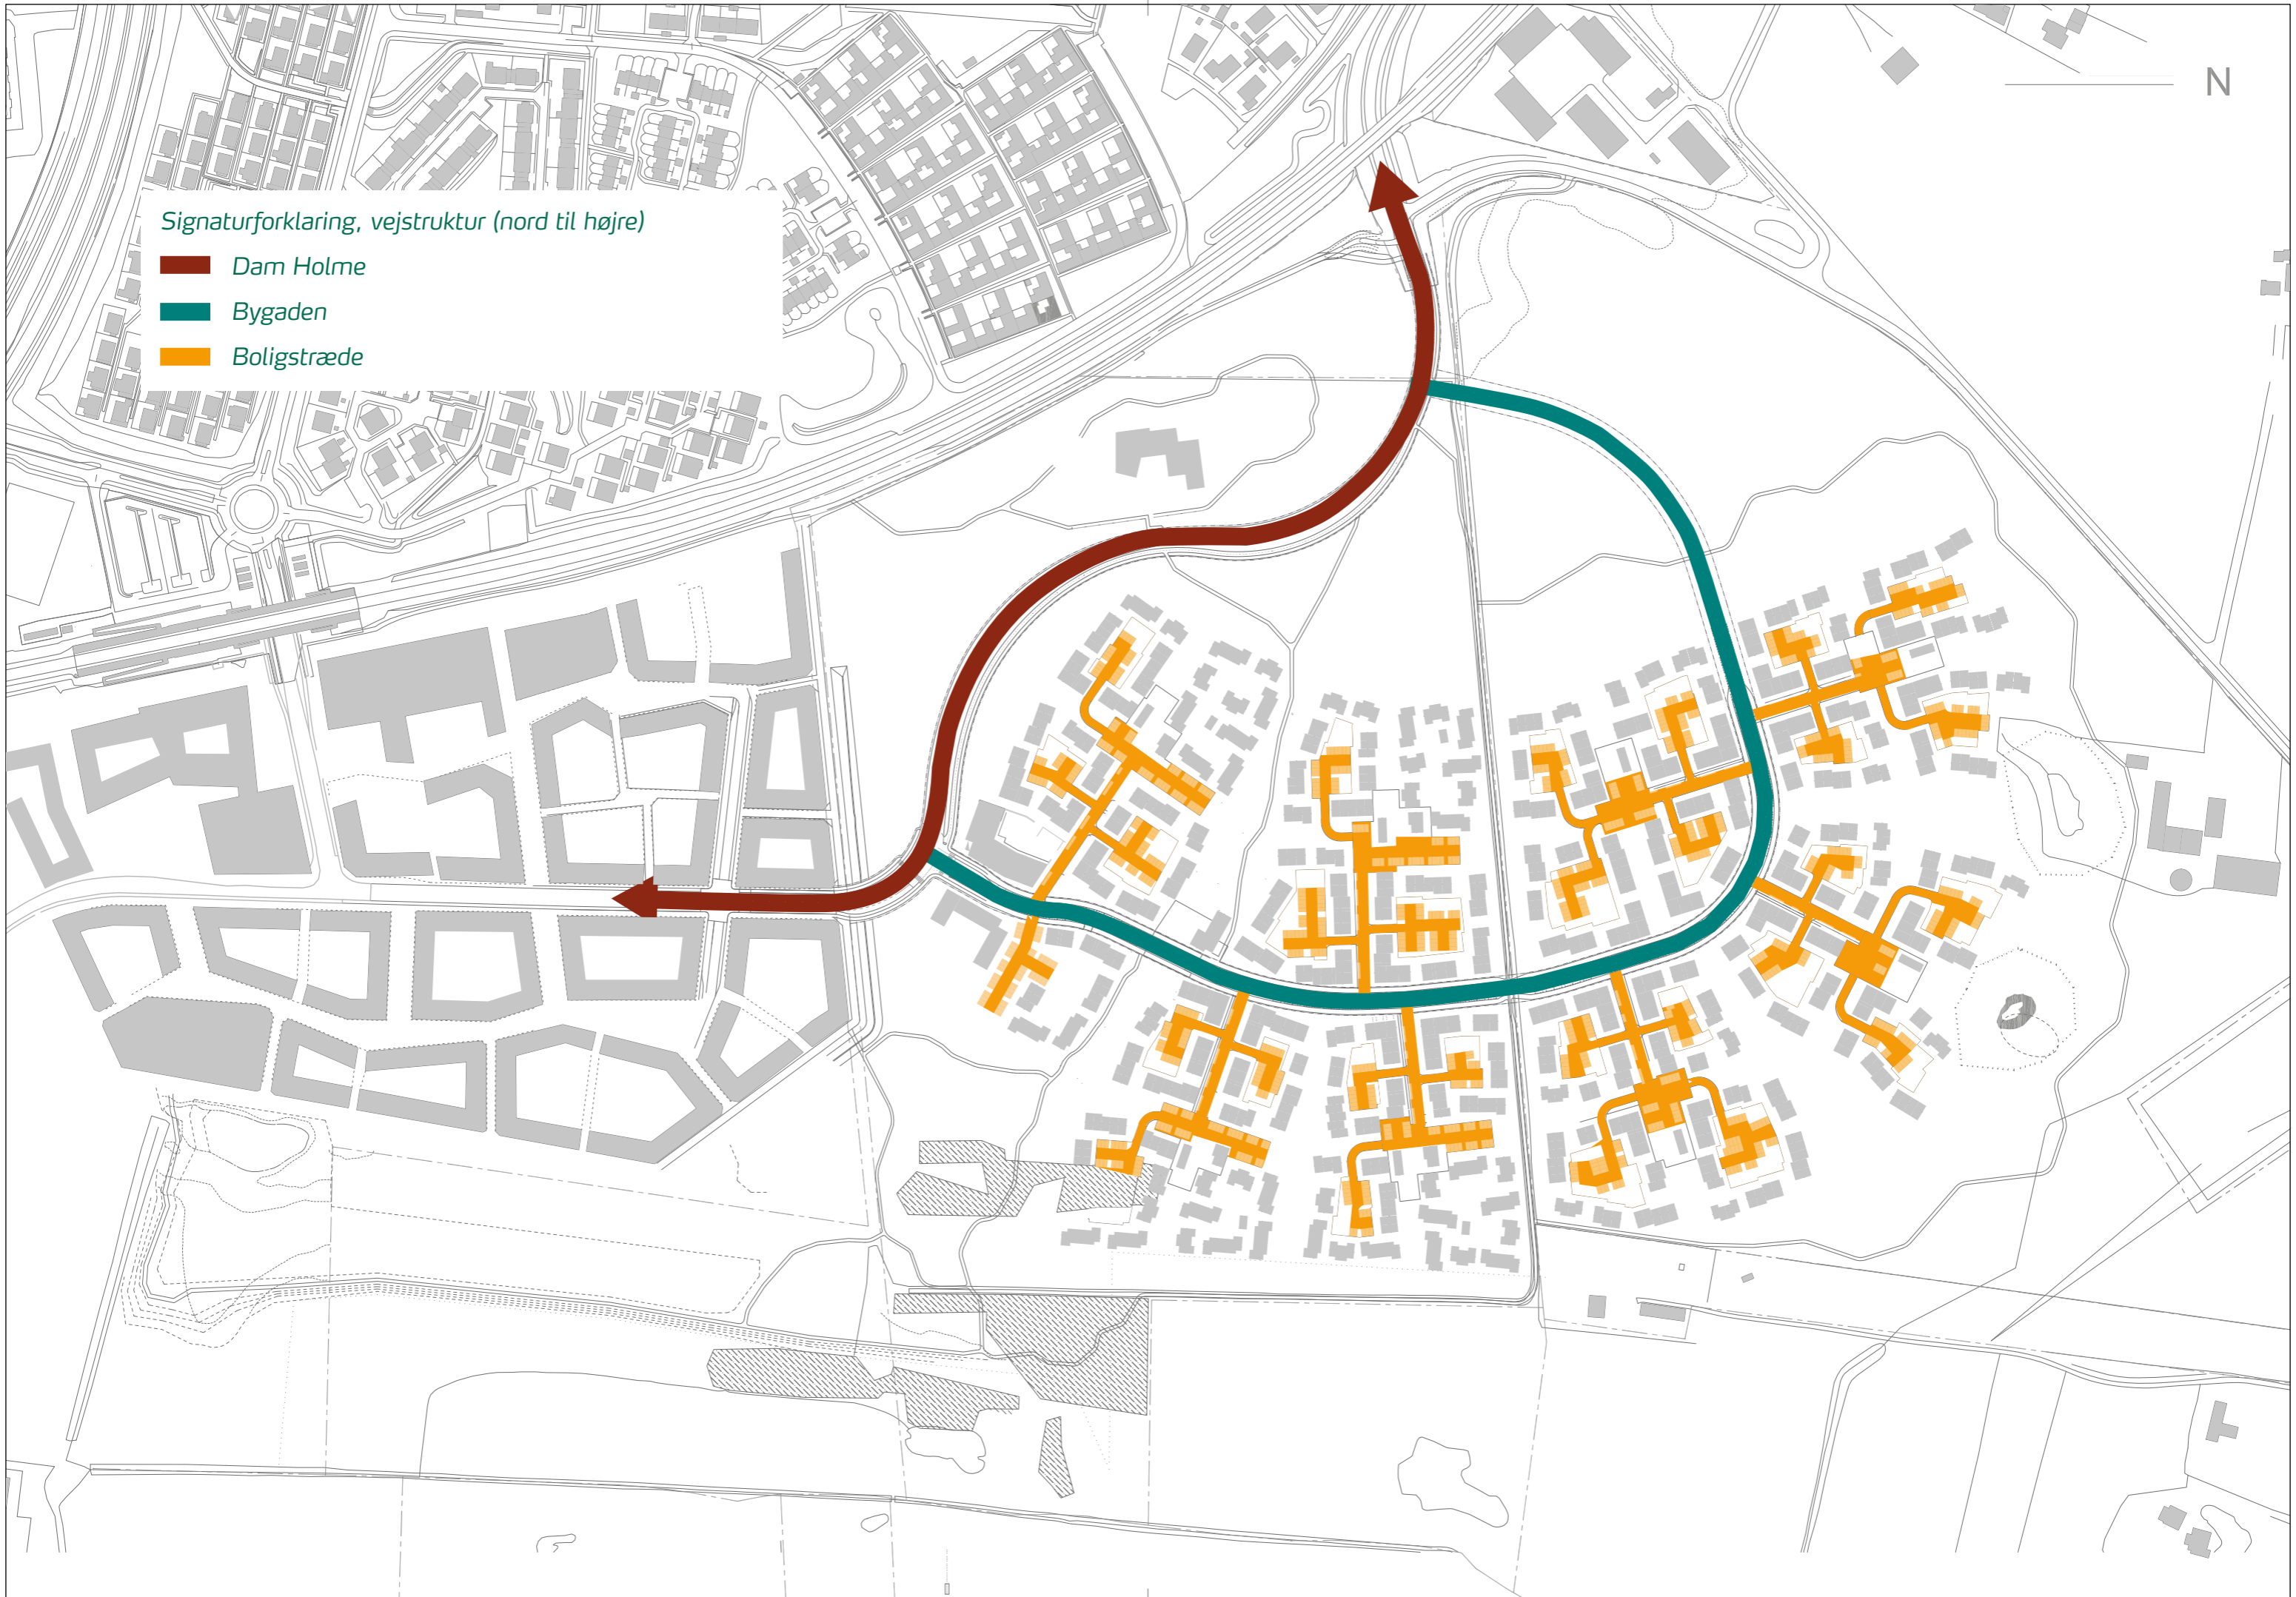 N
Signaturforklaring, vejstruktur (nord til højre)
Dam Holme
Bygaden
Boligstræde